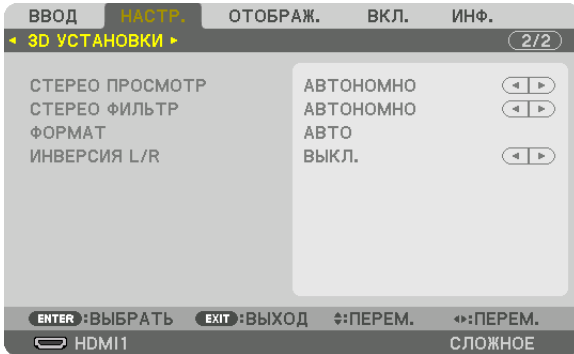 ВВОД НАСТР. ОТОБРАЖ. ВКЛ. ИНФ.
3D УСТАНОВКИ 2/2
СТЕРЕО ПРОСМОТР АВТОНОМНО
СТЕРЕО ФИЛЬТР АВТОНОМНО
ФОРМАТ АВТО
ИНВЕРСИЯ L/R ВЫКЛ.
ENTER :ВЫБРАТЬ EXIT :ВЫХОД :ПЕРЕМ. :ПЕРЕМ.
HDMI1 СЛОЖНОЕ